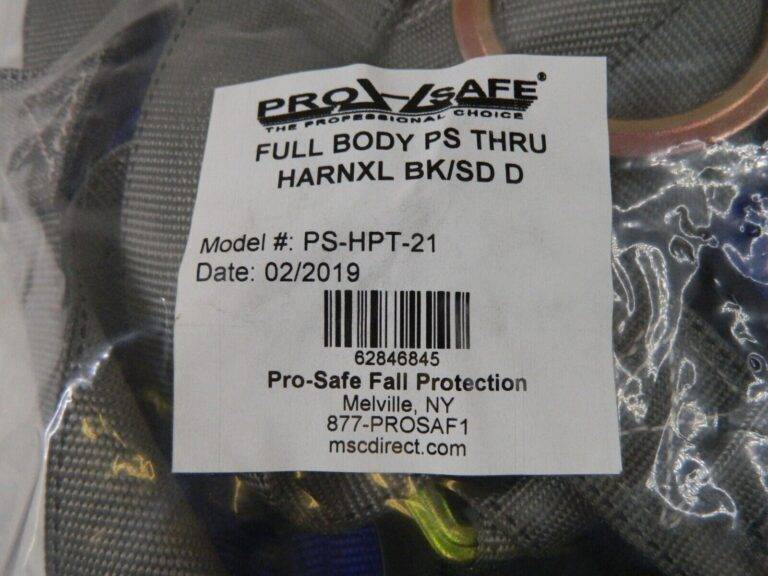 PRO SAFE®
THE PROFESSIONAL CHOICE
FULL BODY PS THRU
HARNXL BK/SD D
Model #: PS-HPT-21
Date: 02/2019
62846845
Pro-Safe Fall Protection
Melville, NY
877-PROSAF1
mscdirect.com